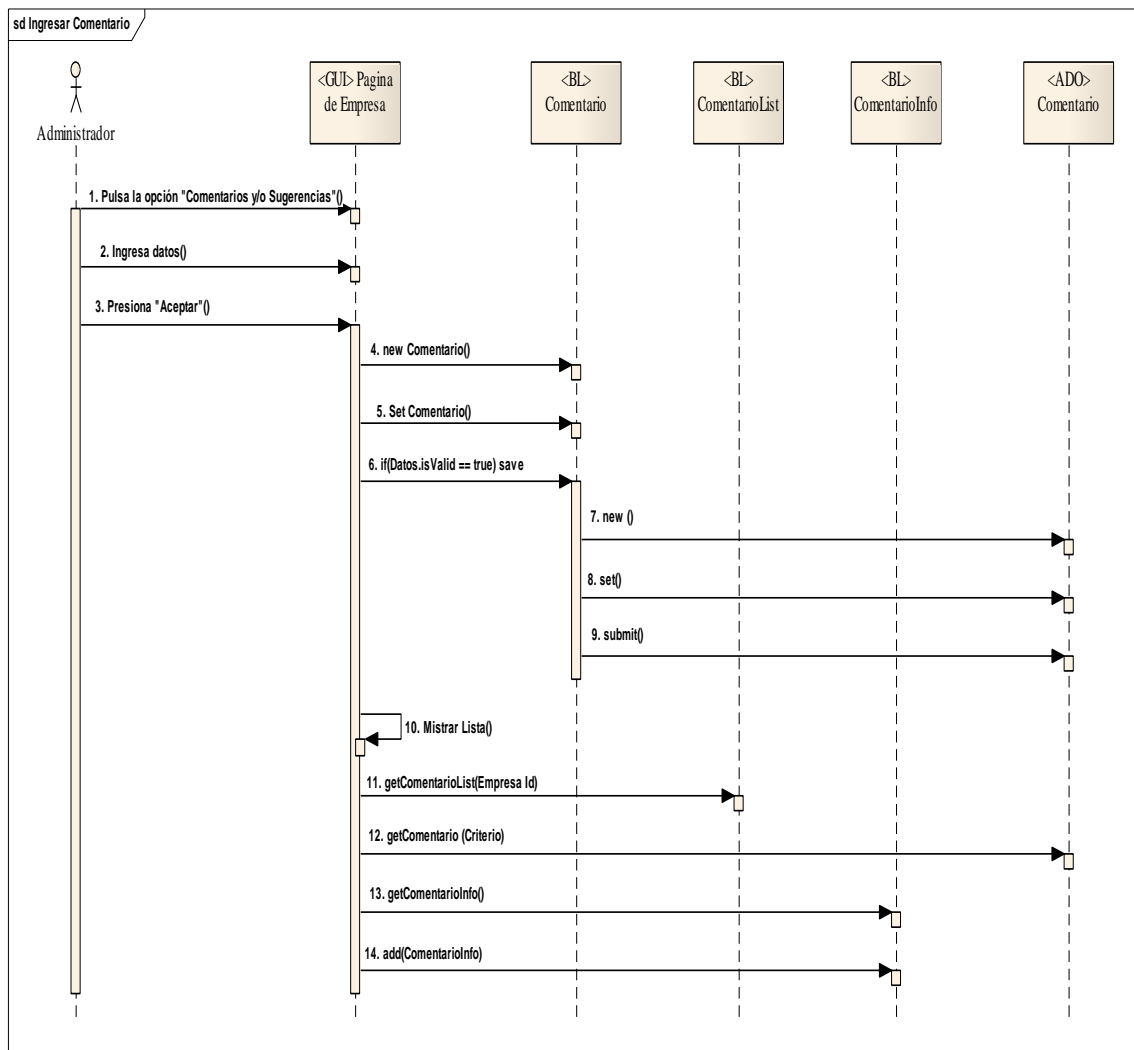 sd Ingresar Comentario
Administrador
<GUI> Pagina
de Empresa
<BL>
Comentario
<BL>
ComentarioList
<BL>
ComentarioInfo
<ADO>
Comentario
1. Pulsa la opción "Comentarios y/o Sugerencias"()
2. Ingresa datos()
3. Presiona "Aceptar"()
4. new Comentario()
5. Set Comentario()
6. if(Datos.isValid == true) save
7. new ()
8. set()
9. submit()
10. Mistrar Lista()
11. getComentarioList(Empresa Id)
12. getComentario (Criterio)
13. getComentarioInfo()
14. add(ComentarioInfo)